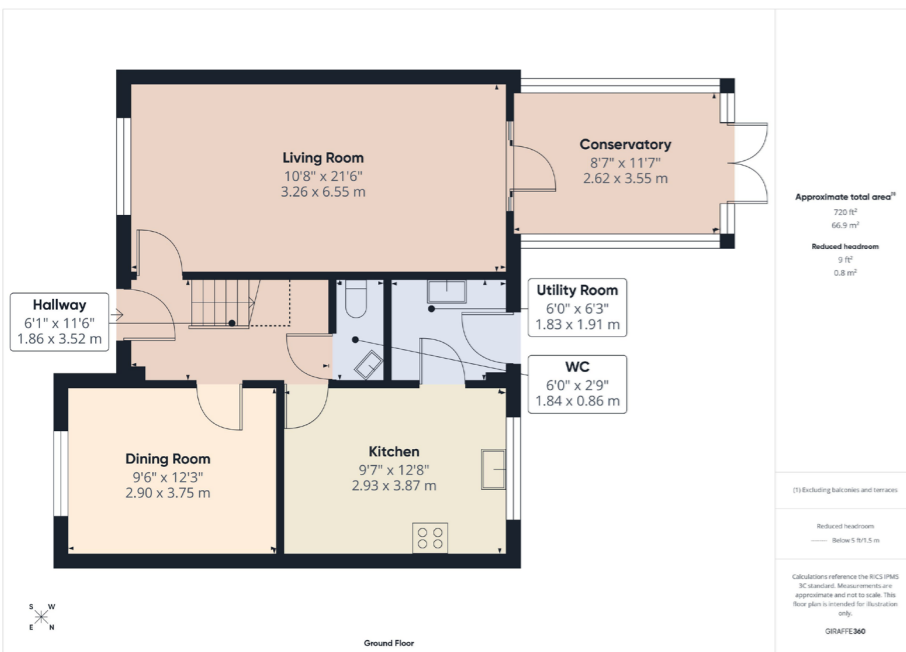 Living Room
10'8" x 21'6"
3.26 x 6.55 m
Conservatory
8'7" x 11'7"
2.62 x 3.55 m
Hallway
6'1" x 11'6"
1.86 x 3.52 m
Utility Room
6'0" x 6'3"
1.83 x 1.91 m
WC
6'0" x 2'9"
1.84 x 0.86 m
Dining Room
9'6" x 12'3"
2.90 x 3.75 m
Kitchen
9'7" x 12'8"
2.93 x 3.87 m
S W
E N
Ground Floor
Approximate total area(1)
720 ft²
66.9 m²
Reduced headroom
9 ft²
0.8 m²
(1) Excluding balconies and terraces
Reduced headroom
Below 5 ft/1.5 m
Calculations reference the RICS IPMS
3C standard. Measurements are
approximate and not to scale. This
floor plan is intended for illustration
only.
GIRAFFE360